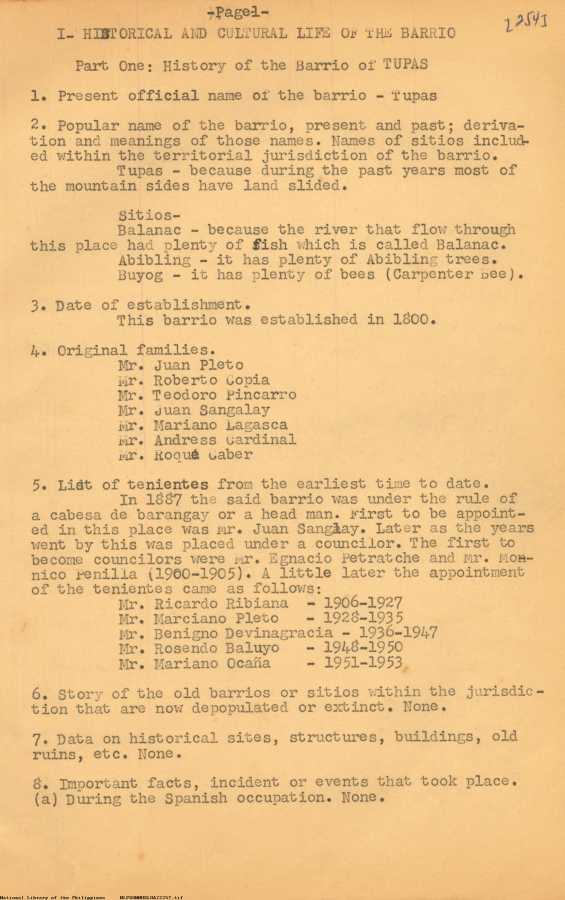 -Page1-
22541
I- HISTORICAL AND CULTURAL LIFE OF THE BARRIO
Part One: History of the Barrio of TUPAS
1. Present official name of the barrio - Tupas
2. Popular name of the barrio, present and past; deriva-
tion and meanings of those names. Names of sitios includ-
ed within the territorial jurisdiction of the barrio.
Tupas - because during the past years most of
the mountain sides have land slided.
Sitios-
Balanac - because the river that flow through
this place had plenty of fish which is called Balanac.
Abibling - it has plenty of Abibling trees.
Buyog - it has plenty of bees (Carpenter Bee).
3. Date of establishment.
This barrio was established in 1800.
4. Original families.
Mr. Juan Pleto
Mr. Roberto Copia
Mr. Teodoro Pincarro
Mr. Juan Sangalay
Mr. Mariano Lagasca
Mr. Andress Cardinal
Mr. Roque Caber
5. List of tenientes from the earliest time to date.
In 1887 the said barrio was under the rule of
a cabesa de barangay or a head man. First to be appoint-
ed in this place was Mr. Juan Sanglay. Later as the years
went by this was placed under a councilor. The first to
become councilors were Mr. Egnacio Petratche and Mr. Mon-
nico Penilla (1900-1905). A little later the appointment
of the tenientes came as follows:
Mr. Ricardo Ribiana - 1906-1927
Mr. Marciano Pleto - 1928-1935
Mr. Benigno Devinagracia - 1936-1947
Mr. Rosendo Baluyo - 1948-1950
Mr. Mariano Ocaña - 1951-1953
6. Story of the old barrios or sitios within the jurisdic-
tion that are now depopulated or extinct. None.
7. Data on historical sites, structures, buildings, old
ruins, etc. None.
8. Important facts, incident or events that took place.
(a) During the Spanish occupation. None.
National Library of the Philippines